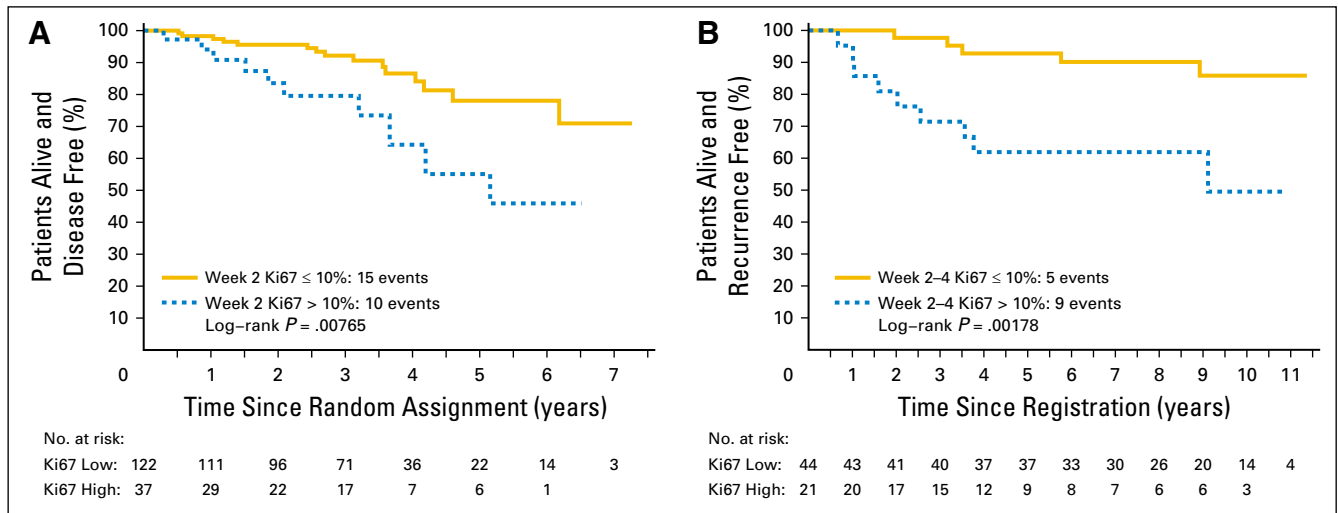 A
Patients Alive and
Disease Free (%)
100
90
80
70
60
50
40
30
20
10
Week 2 Ki67 ≤ 10%: 15 events
Week 2 Ki67 > 10%: 10 events
Log–rank P = .00765
0 1 2 3 4 5 6 7
Time Since Random Assignment (years)
No. at risk:
Ki67 Low: 122 111 96 71 36 22 14 3
Ki67 High: 37 29 22 17 7 6 1
B
Patients Alive and
Recurrence Free (%)
100
90
80
70
60
50
40
30
20
10
Week 2–4 Ki67 ≤ 10%: 5 events
Week 2–4 Ki67 > 10%: 9 events
Log–rank P = .00178
0 1 2 3 4 5 6 7 8 9 10 11
Time Since Registration (years)
No. at risk:
Ki67 Low: 44 43 41 40 37 37 33 30 26 20 14 4
Ki67 High: 21 20 17 15 12 9 8 7 6 6 3